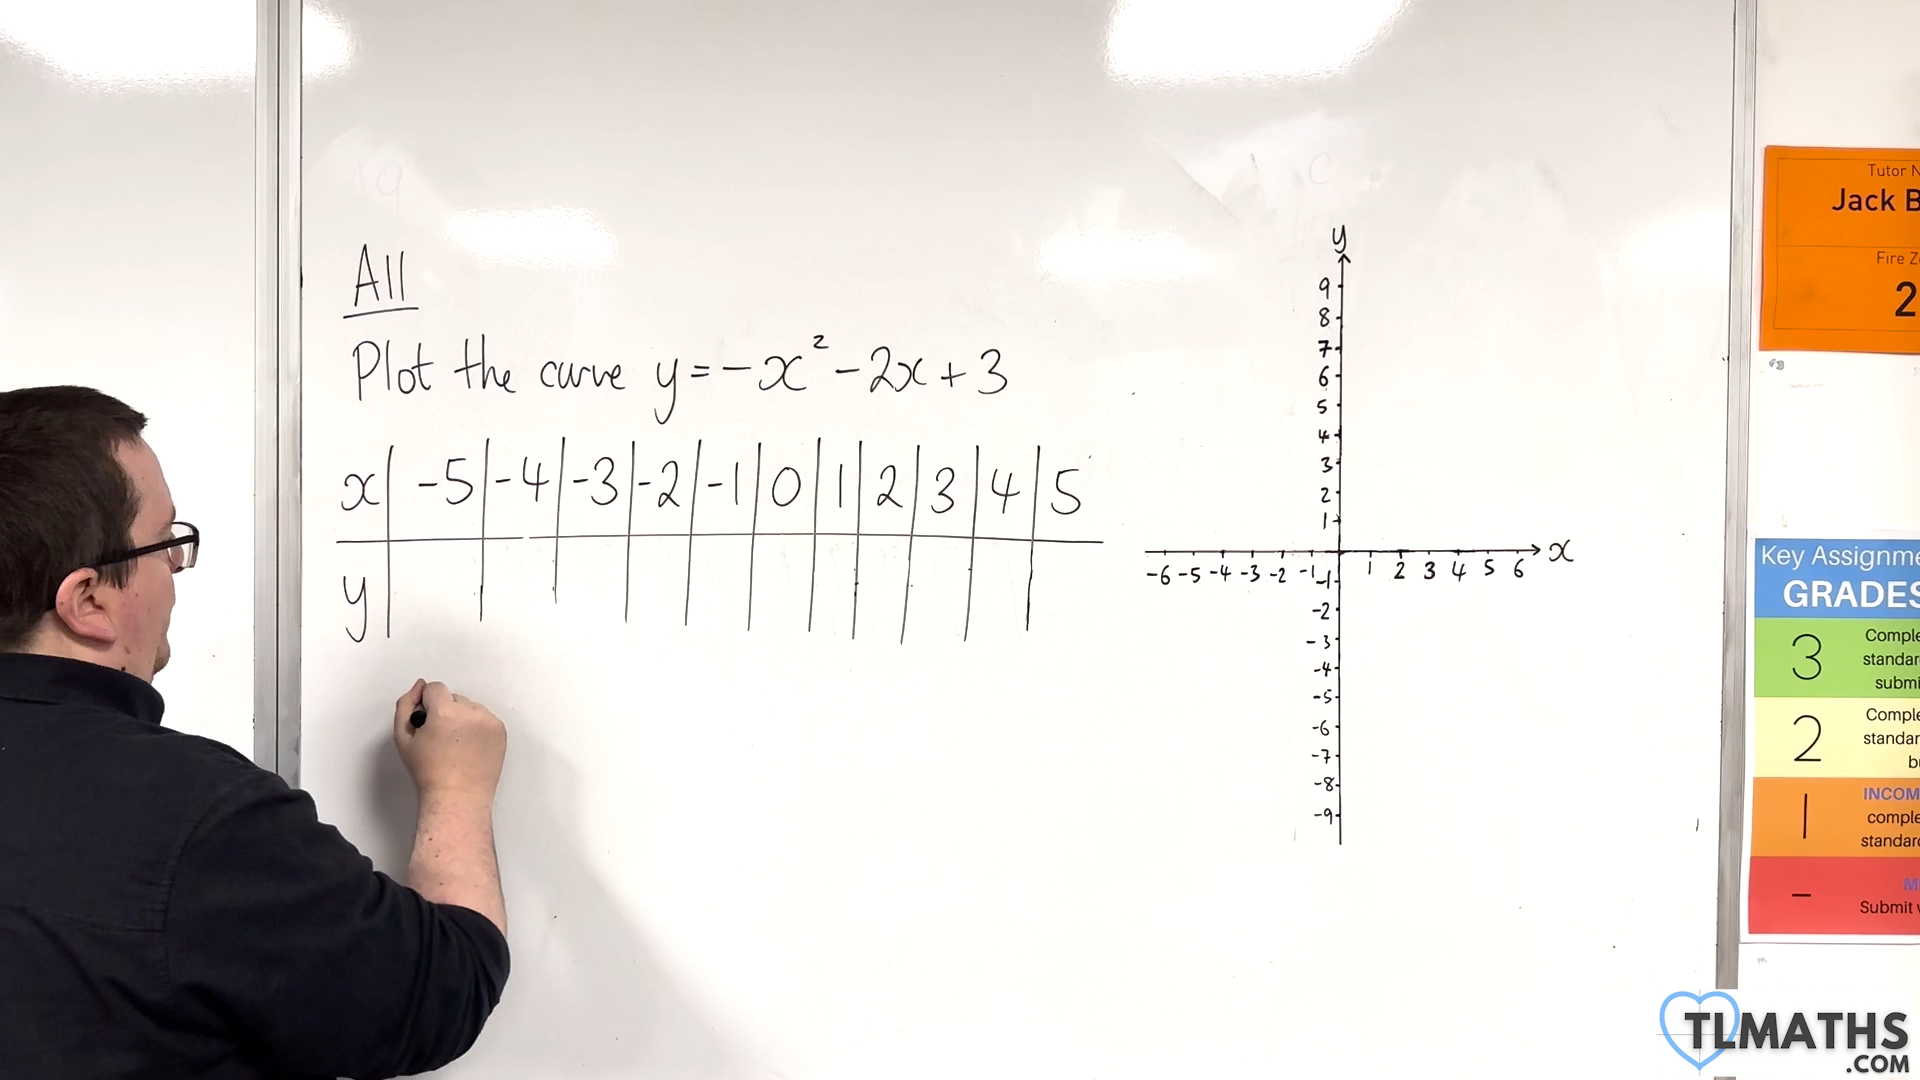 All
Plot the curve y = -x² - 2x + 3
x -5 -4 -3 -2 -1 0 1 2 3 4 5
y
y
9
8
7
6
5
4
3
2
1
x
-6 -5 -4 -3 -2 -1 1 2 3 4 5 6
-1
-2
-3
-4
-5
-6
-7
-8
-9
Tutor N
Jack B
Fire Z
2
Key Assignme
GRADES
3
Comple
standar
submi
2
Comple
standar
b
1
INCOM
comple
standar
-
M
Submit
TLMATHS
.COM